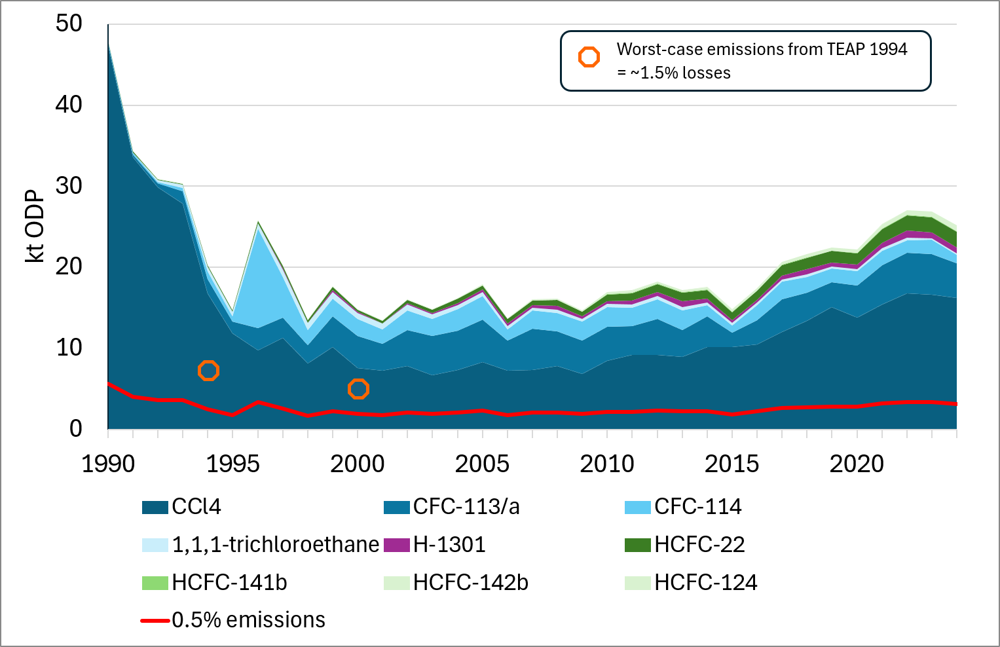 50
Worst-case emissions from TEAP 1994
= ~1.5% losses
40
30
kt ODP
20
10
0
1990 1995 2000 2005 2010 2015 2020
CCl4 CFC-113/a CFC-114
1,1,1-trichloroethane H-1301 HCFC-22
HCFC-141b HCFC-142b HCFC-124
0.5% emissions